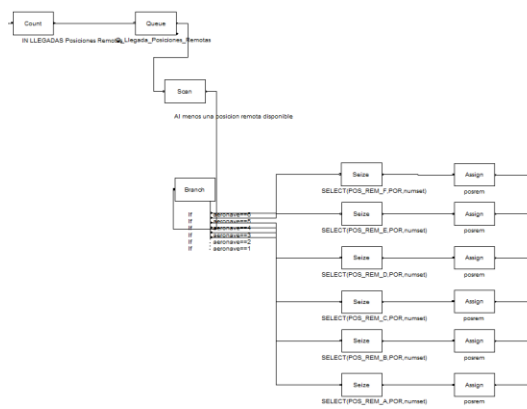 Count
Queue
IN LLEGADAS Posiciones Remotas
Q_Llegada_Posiciones_Remotas
Scan
Al menos una posicion remota disponible
Branch
If aeronave==6
If aeronave==5
If aeronave==4
If aeronave==3
If aeronave==2
If aeronave==1
Seize
Assign
SELECT(POS_REM_F,POR,numset)
posrem
Seize
Assign
SELECT(POS_REM_E,POR,numset)
posrem
Seize
Assign
SELECT(POS_REM_D,POR,numset)
posrem
Seize
Assign
SELECT(POS_REM_C,POR,numset)
posrem
Seize
Assign
SELECT(POS_REM_B,POR,numset)
posrem
Seize
Assign
SELECT(POS_REM_A,POR,numset)
posrem